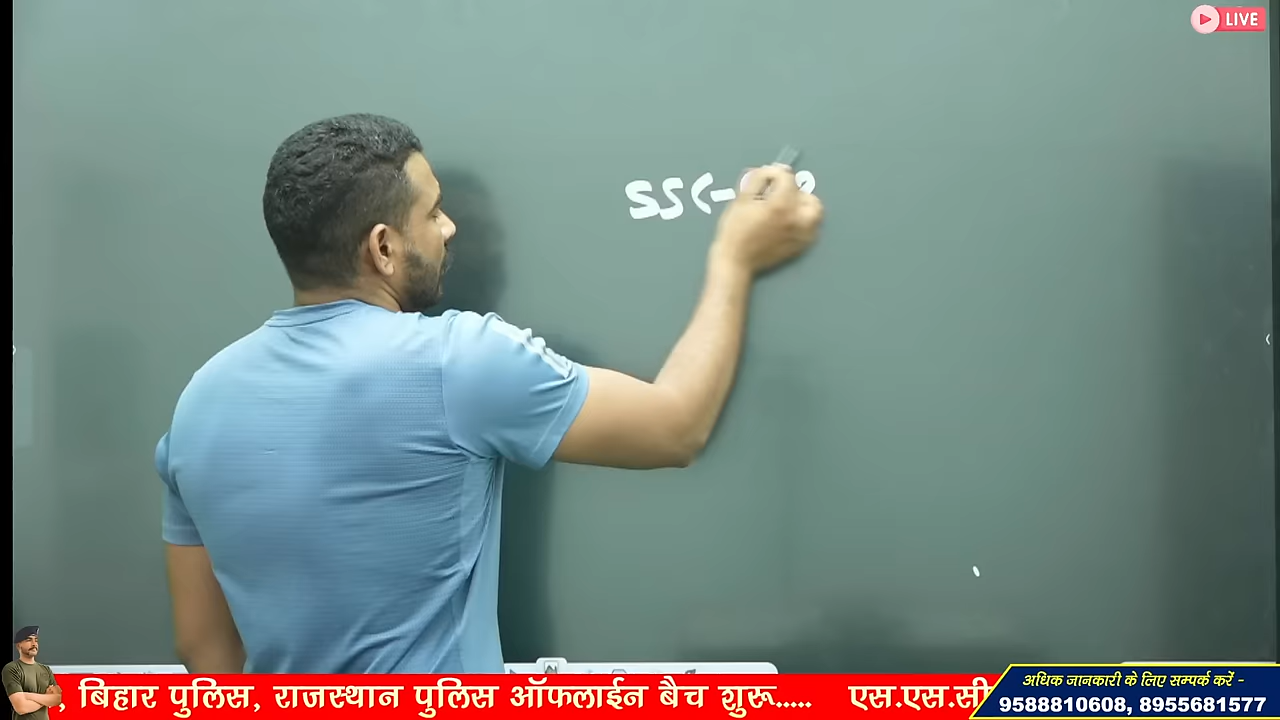 LIVE
SSC-
, बिहार पुलिस, राजस्थान पुलिस ऑफलाईन बैच शुरू..... एस.एस.सी
अधिक जानकारी के लिए सम्पर्क करें -
9588810608, 8955681577